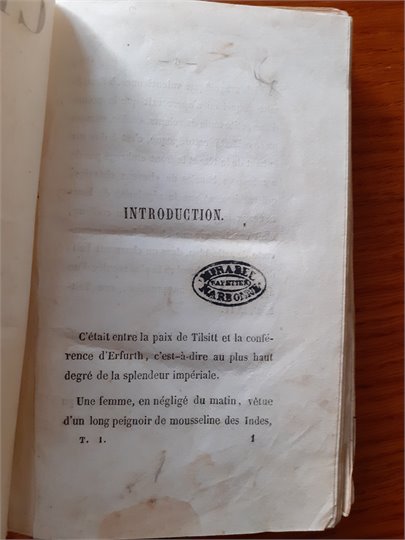 INTRODUCTION.
MIRABEL
PAPETIER
NARBONNE
C'était entre la paix de Tilsitt et la confé-
rence d'Erfurth, c'est-à-dire au plus haut
degré de la splendeur impériale.
Une femme, en négligé du matin, vêtue
d'un long peignoir de mousseline des Indes,
T. I. 1